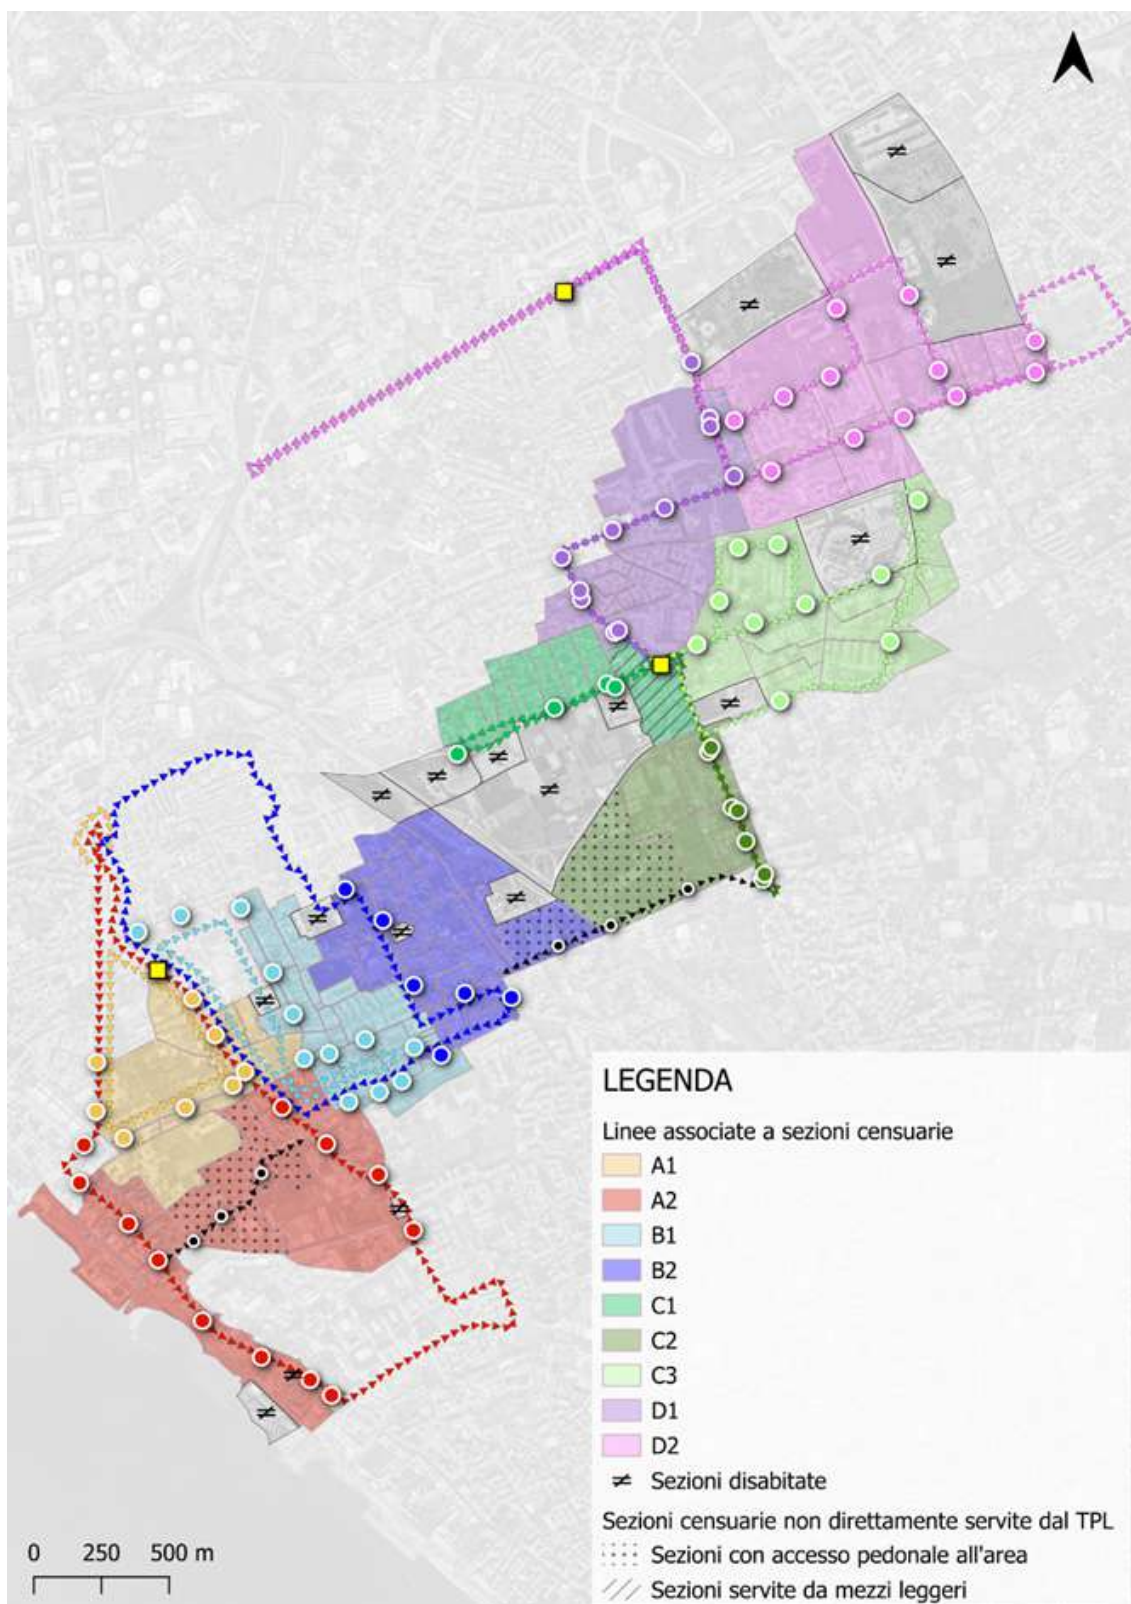 LEGENDA
Linee associate a sezioni censuarie
A1
A2
B1
B2
C1
C2
C3
D1
D2
Sezioni disabitate
Sezioni censuarie non direttamente servite dal TPL
Sezioni con accesso pedonale all'area
Sezioni servite da mezzi leggeri
0 250 500 m